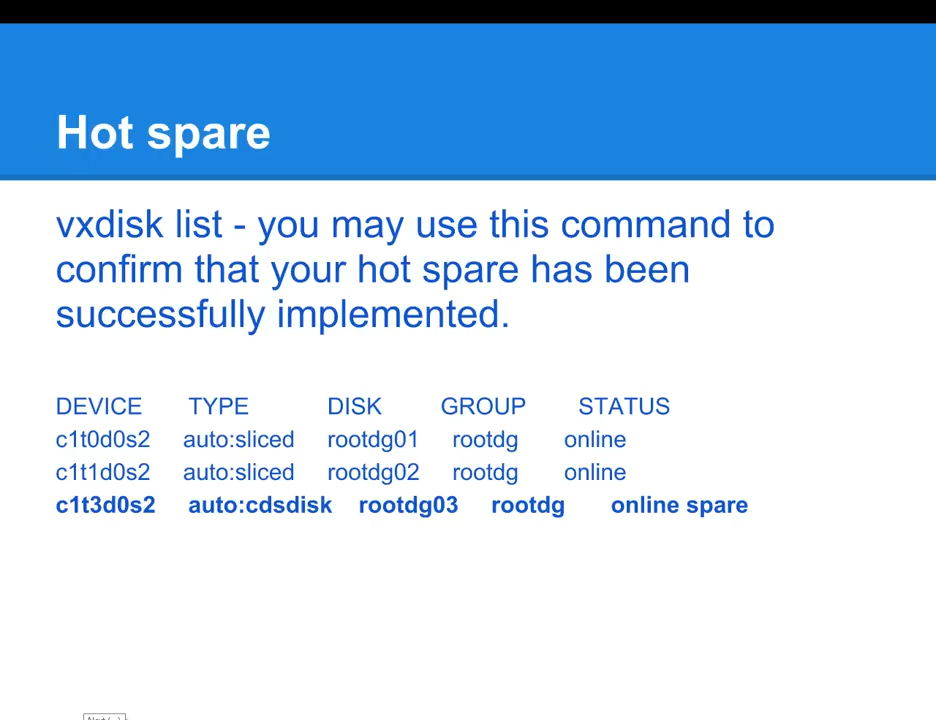 Hot spare
vxdisk list - you may use this command to
confirm that your hot spare has been
successfully implemented.
DEVICE TYPE DISK GROUP STATUS
c1t0d0s2 auto:sliced rootdg01 rootdg online
c1t1d0s2 auto:sliced rootdg02 rootdg online
c1t3d0s2 auto:cdsdisk rootdg03 rootdg online spare